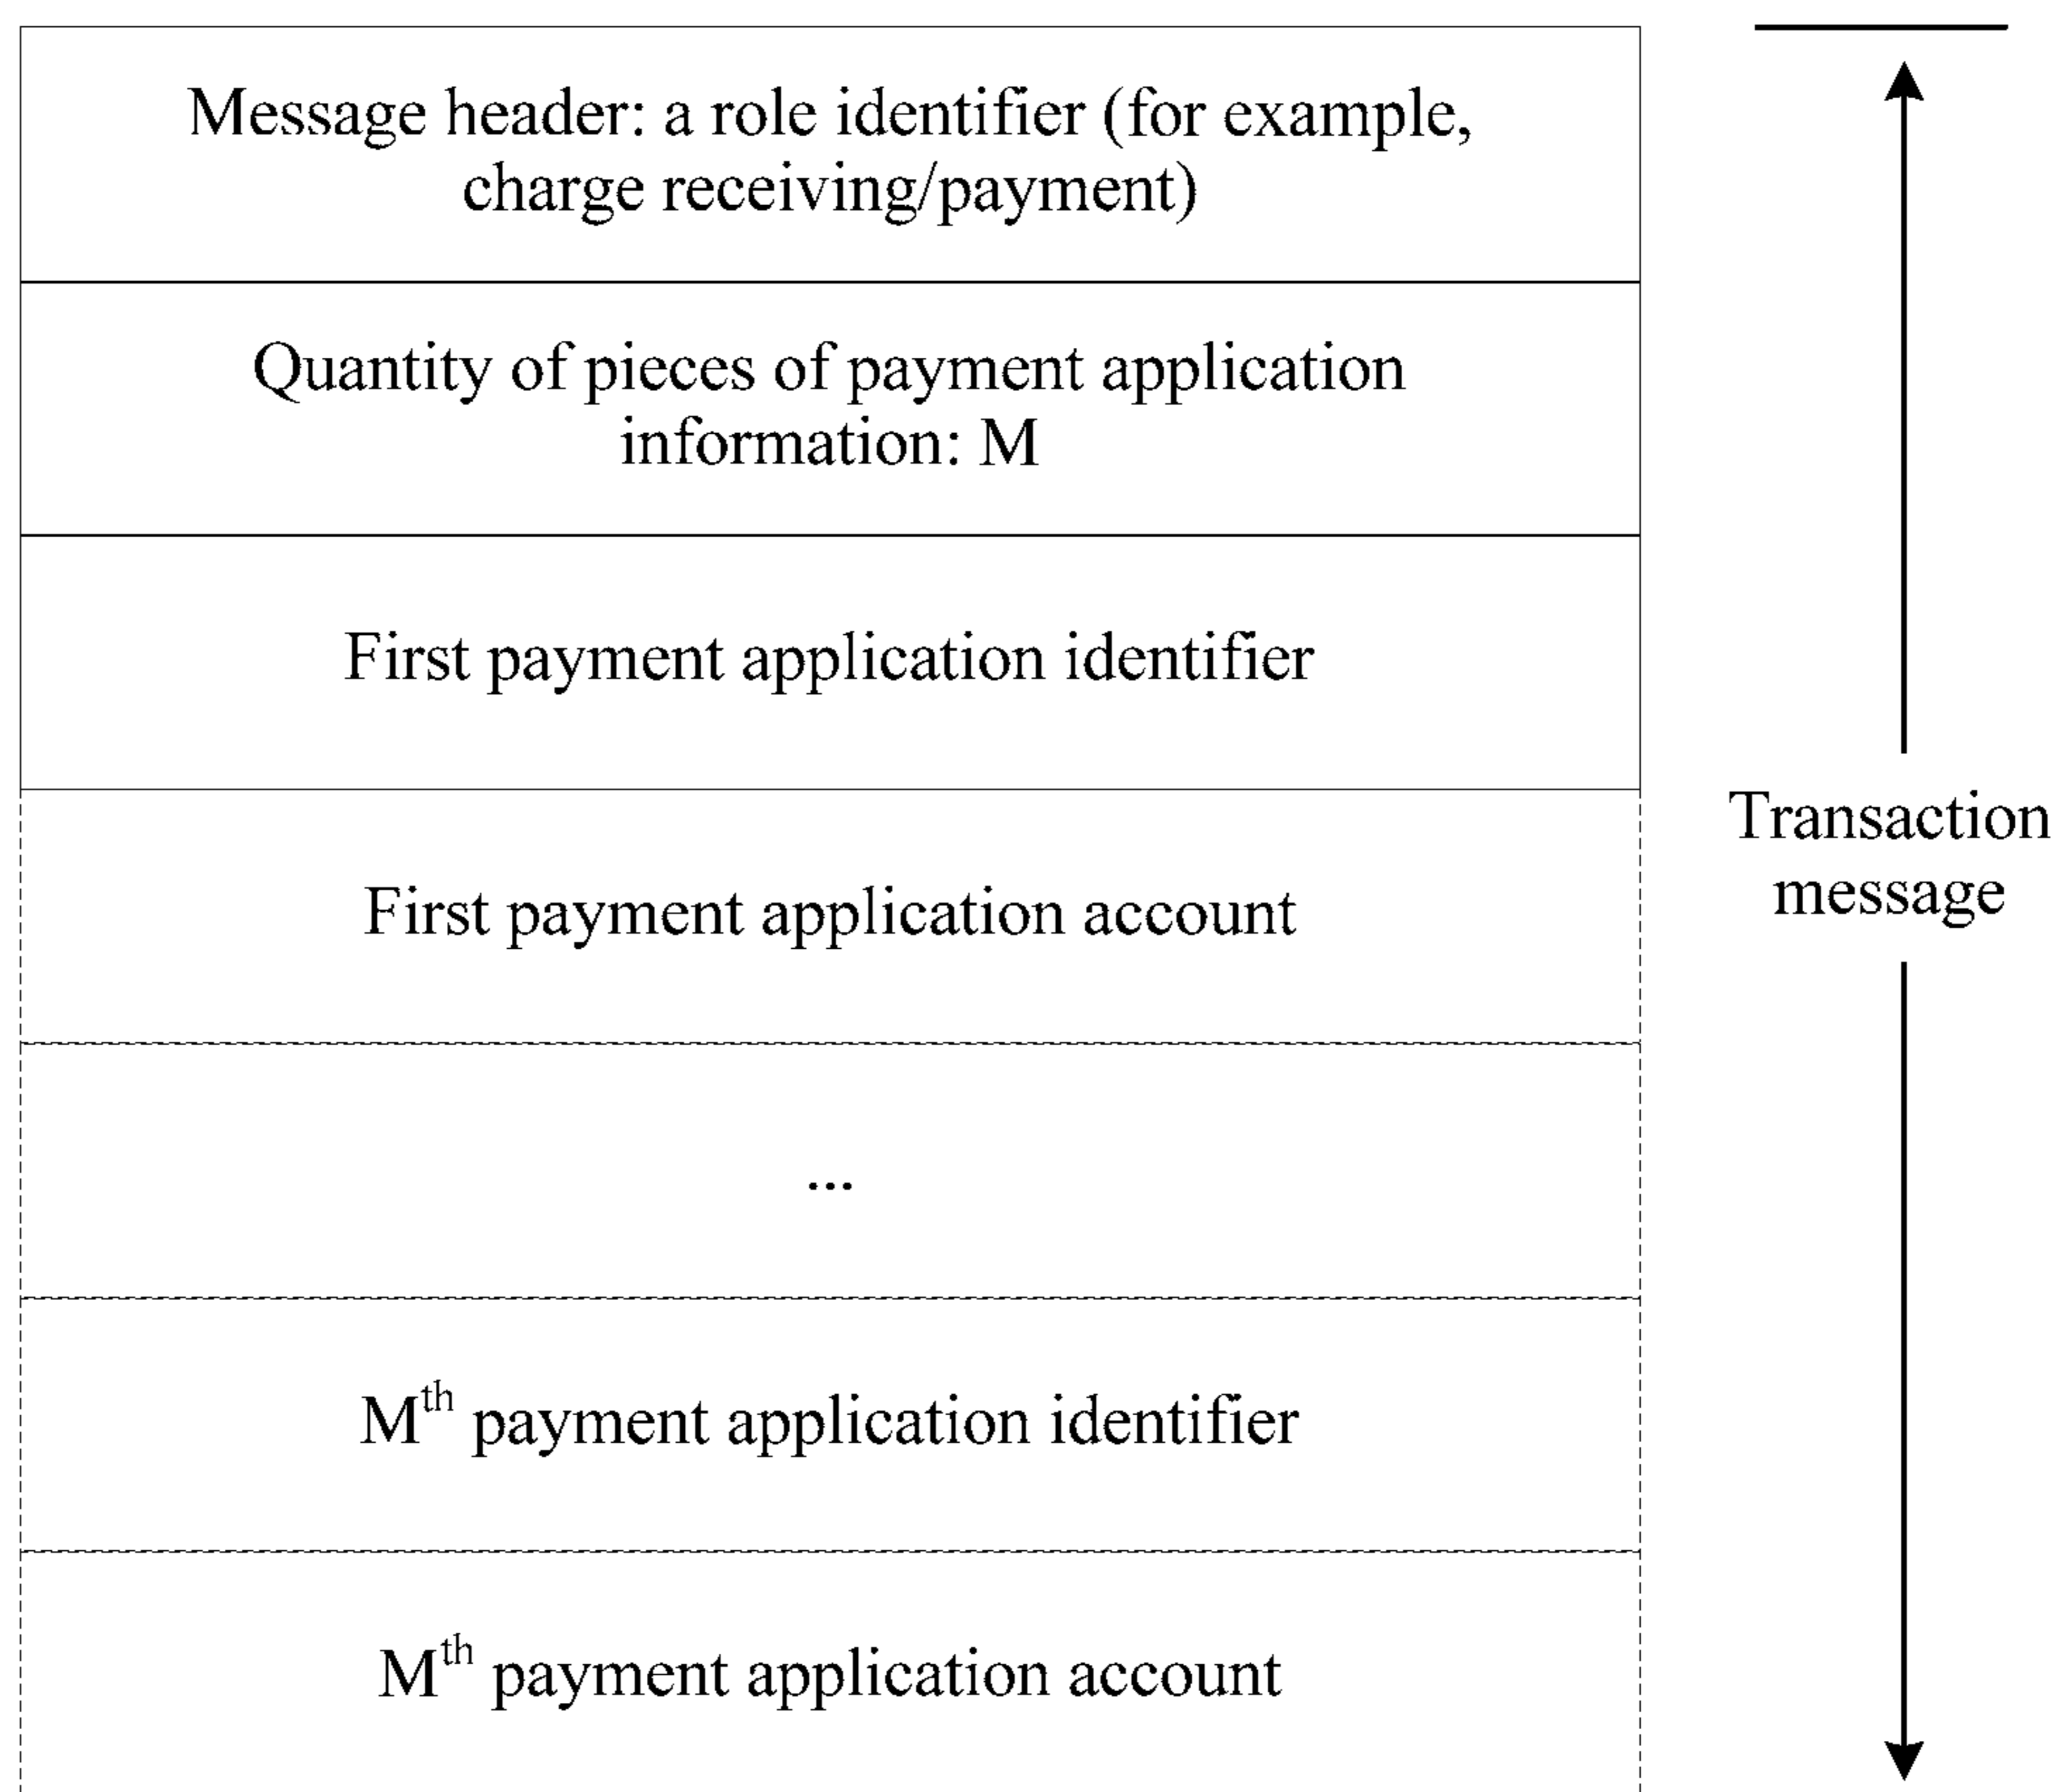 Message header: a role identifier (for example,
charge receiving/payment)
Quantity of pieces of payment application
information: M
First payment application identifier
First payment application account
...
Mth payment application identifier
Mth payment application account
Transaction
message